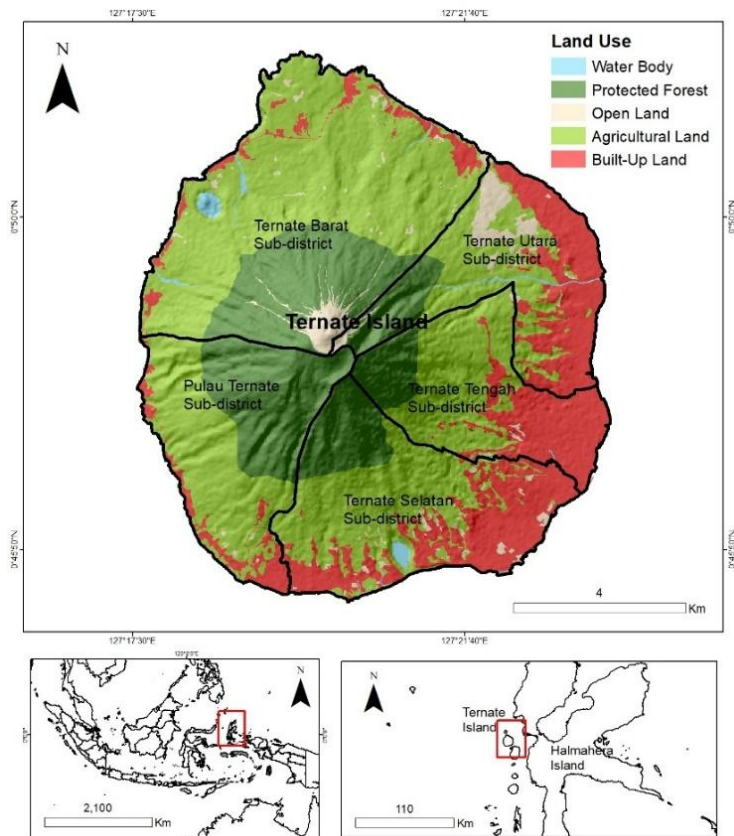 127°17'30"E
127°21'40"E
N
Land Use
Water Body
Protected Forest
Open Land
Agricultural Land
Built-Up Land
0°50'0"N
0°50'0"N
Ternate Barat
Sub-district
Ternate Utara
Sub-district
Ternate Island
Pulau Ternate
Sub-district
Ternate Tengah
Sub-district
Ternate Selatan
Sub-district
0°45'50"N
0°45'50"N
4
Km
127°17'30"E
127°21'40"E
N
2,100
Km
N
Ternate
Island
Halmahera
Island
110
Km